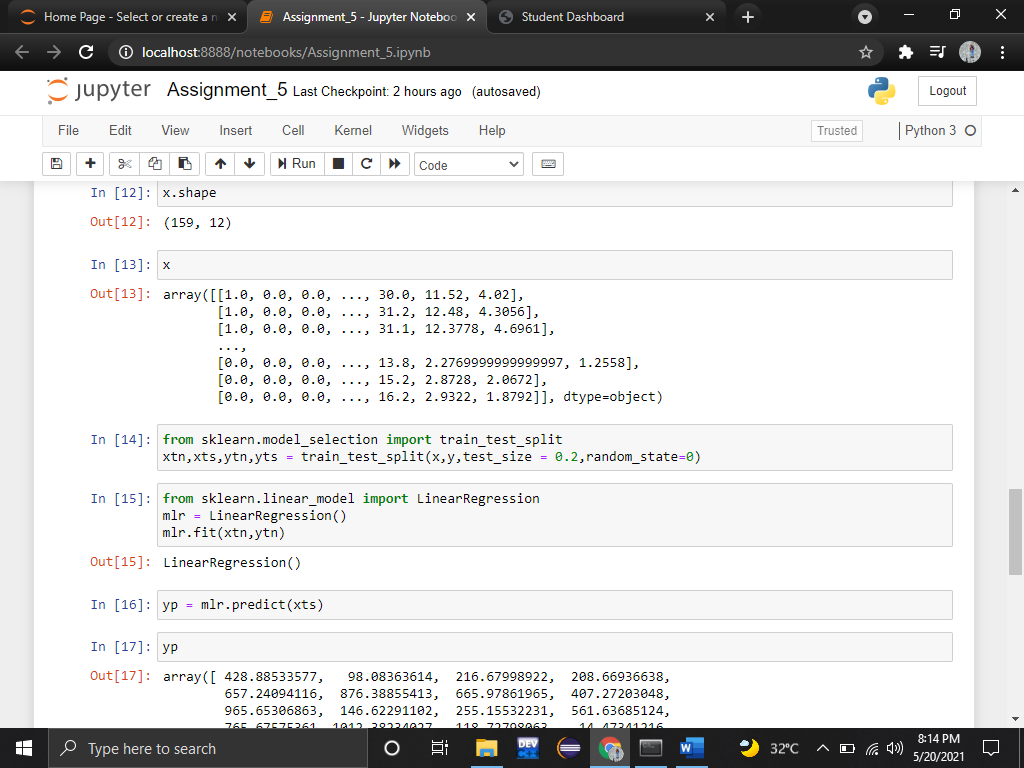 Home Page - Select or create a n
Assignment_5 - Jupyter Noteboo
Student Dashboard
localhost:8888/notebooks/Assignment_5.ipynb
jupyter Assignment_5 Last Checkpoint: 2 hours ago (autosaved)
Logout
File Edit View Insert Cell Kernel Widgets Help
Trusted
Python 3
Run
Code
In [12]: x.shape
Out[12]: (159, 12)
In [13]: x
Out[13]: array([[1.0, 0.0, 0.0, ..., 30.0, 11.52, 4.02],
[1.0, 0.0, 0.0, ..., 31.2, 12.48, 4.3056],
[1.0, 0.0, 0.0, ..., 31.1, 12.3778, 4.6961],
...,
[0.0, 0.0, 0.0, ..., 13.8, 2.2769999999999997, 1.2558],
[0.0, 0.0, 0.0, ..., 15.2, 2.8728, 2.0672],
[0.0, 0.0, 0.0, ..., 16.2, 2.9322, 1.8792]], dtype=object)
In [14]: from sklearn.model_selection import train_test_split
xtn,xts,ytn,yts = train_test_split(x,y,test_size = 0.2,random_state=0)
In [15]: from sklearn.linear_model import LinearRegression
mlr = LinearRegression()
mlr.fit(xtn,ytn)
Out[15]: LinearRegression()
In [16]: yp = mlr.predict(xts)
In [17]: yp
Out[17]: array([ 428.88533577, 98.08363614, 216.67998922, 208.66936638,
657.24094116, 876.38855413, 665.97861965, 407.27203048,
965.65306863, 146.62291102, 255.15532231, 561.63685124,
Type here to search
DEV
32°C
8:14 PM
5/20/2021